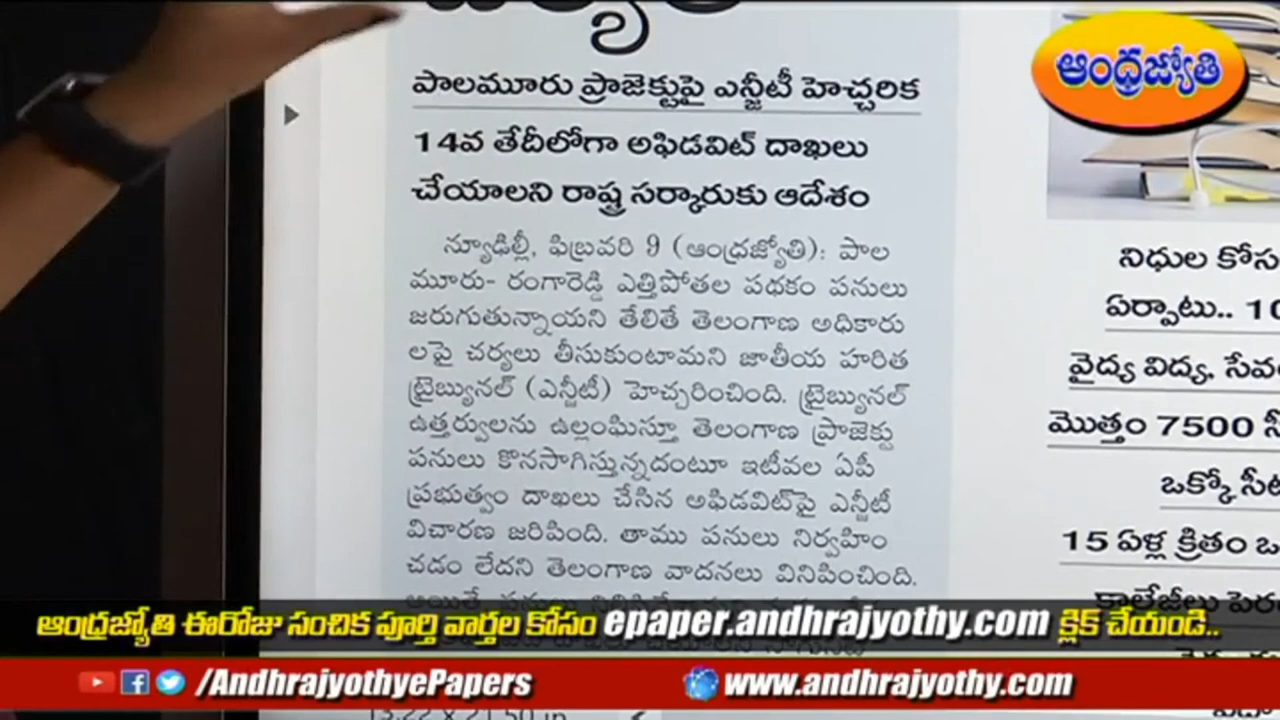 ఆంధ్రజ్యోతి
పాలమూరు ప్రాజెక్టుపై ఎన్జీటీ హెచ్చరిక
14వ తేదీలోగా అఫిడవిట్ దాఖలు
చేయాలని రాష్ట్ర సర్కారుకు ఆదేశం
న్యూఢిల్లీ, ఫిబ్రవరి 9 (ఆంధ్రజ్యోతి): పాల
మూరు- రంగారెడ్డి ఎత్తిపోతల పథకం పనులు
జరుగుతున్నాయని తేలితే తెలంగాణ అధికారు
లపై చర్యలు తీసుకుంటామని జాతీయ హరిత
ట్రైబ్యునల్ (ఎన్జీటీ) హెచ్చరించింది. ట్రైబ్యునల్
ఉత్తర్వులను ఉల్లంఘిస్తూ తెలంగాణ ప్రాజెక్టు
పనులు కొనసాగిస్తున్నదంటూ ఇటీవల ఏపీ
ప్రభుత్వం దాఖలు చేసిన అఫిడవిట్‌పై ఎన్జీటీ
విచారణ జరిపింది. తాము పనులు నిర్వహిం
చడం లేదని తెలంగాణ వాదనలు వినిపించింది.
నిధుల కోస
ఏర్పాటు.. 10
వైద్య విద్య, సేవ
మొత్తం 7500 సీ
ఒక్కో సీట
15 ఏళ్ల క్రితం ఒ
కాలేజీలు పెర
ఆంధ్రజ్యోతి ఈరోజు సంచిక పూర్తి వార్తల కోసం epaper.andhrajyothy.com క్లిక్ చేయండి..
/AndhrajyothyePapers
www.andhrajyothy.com